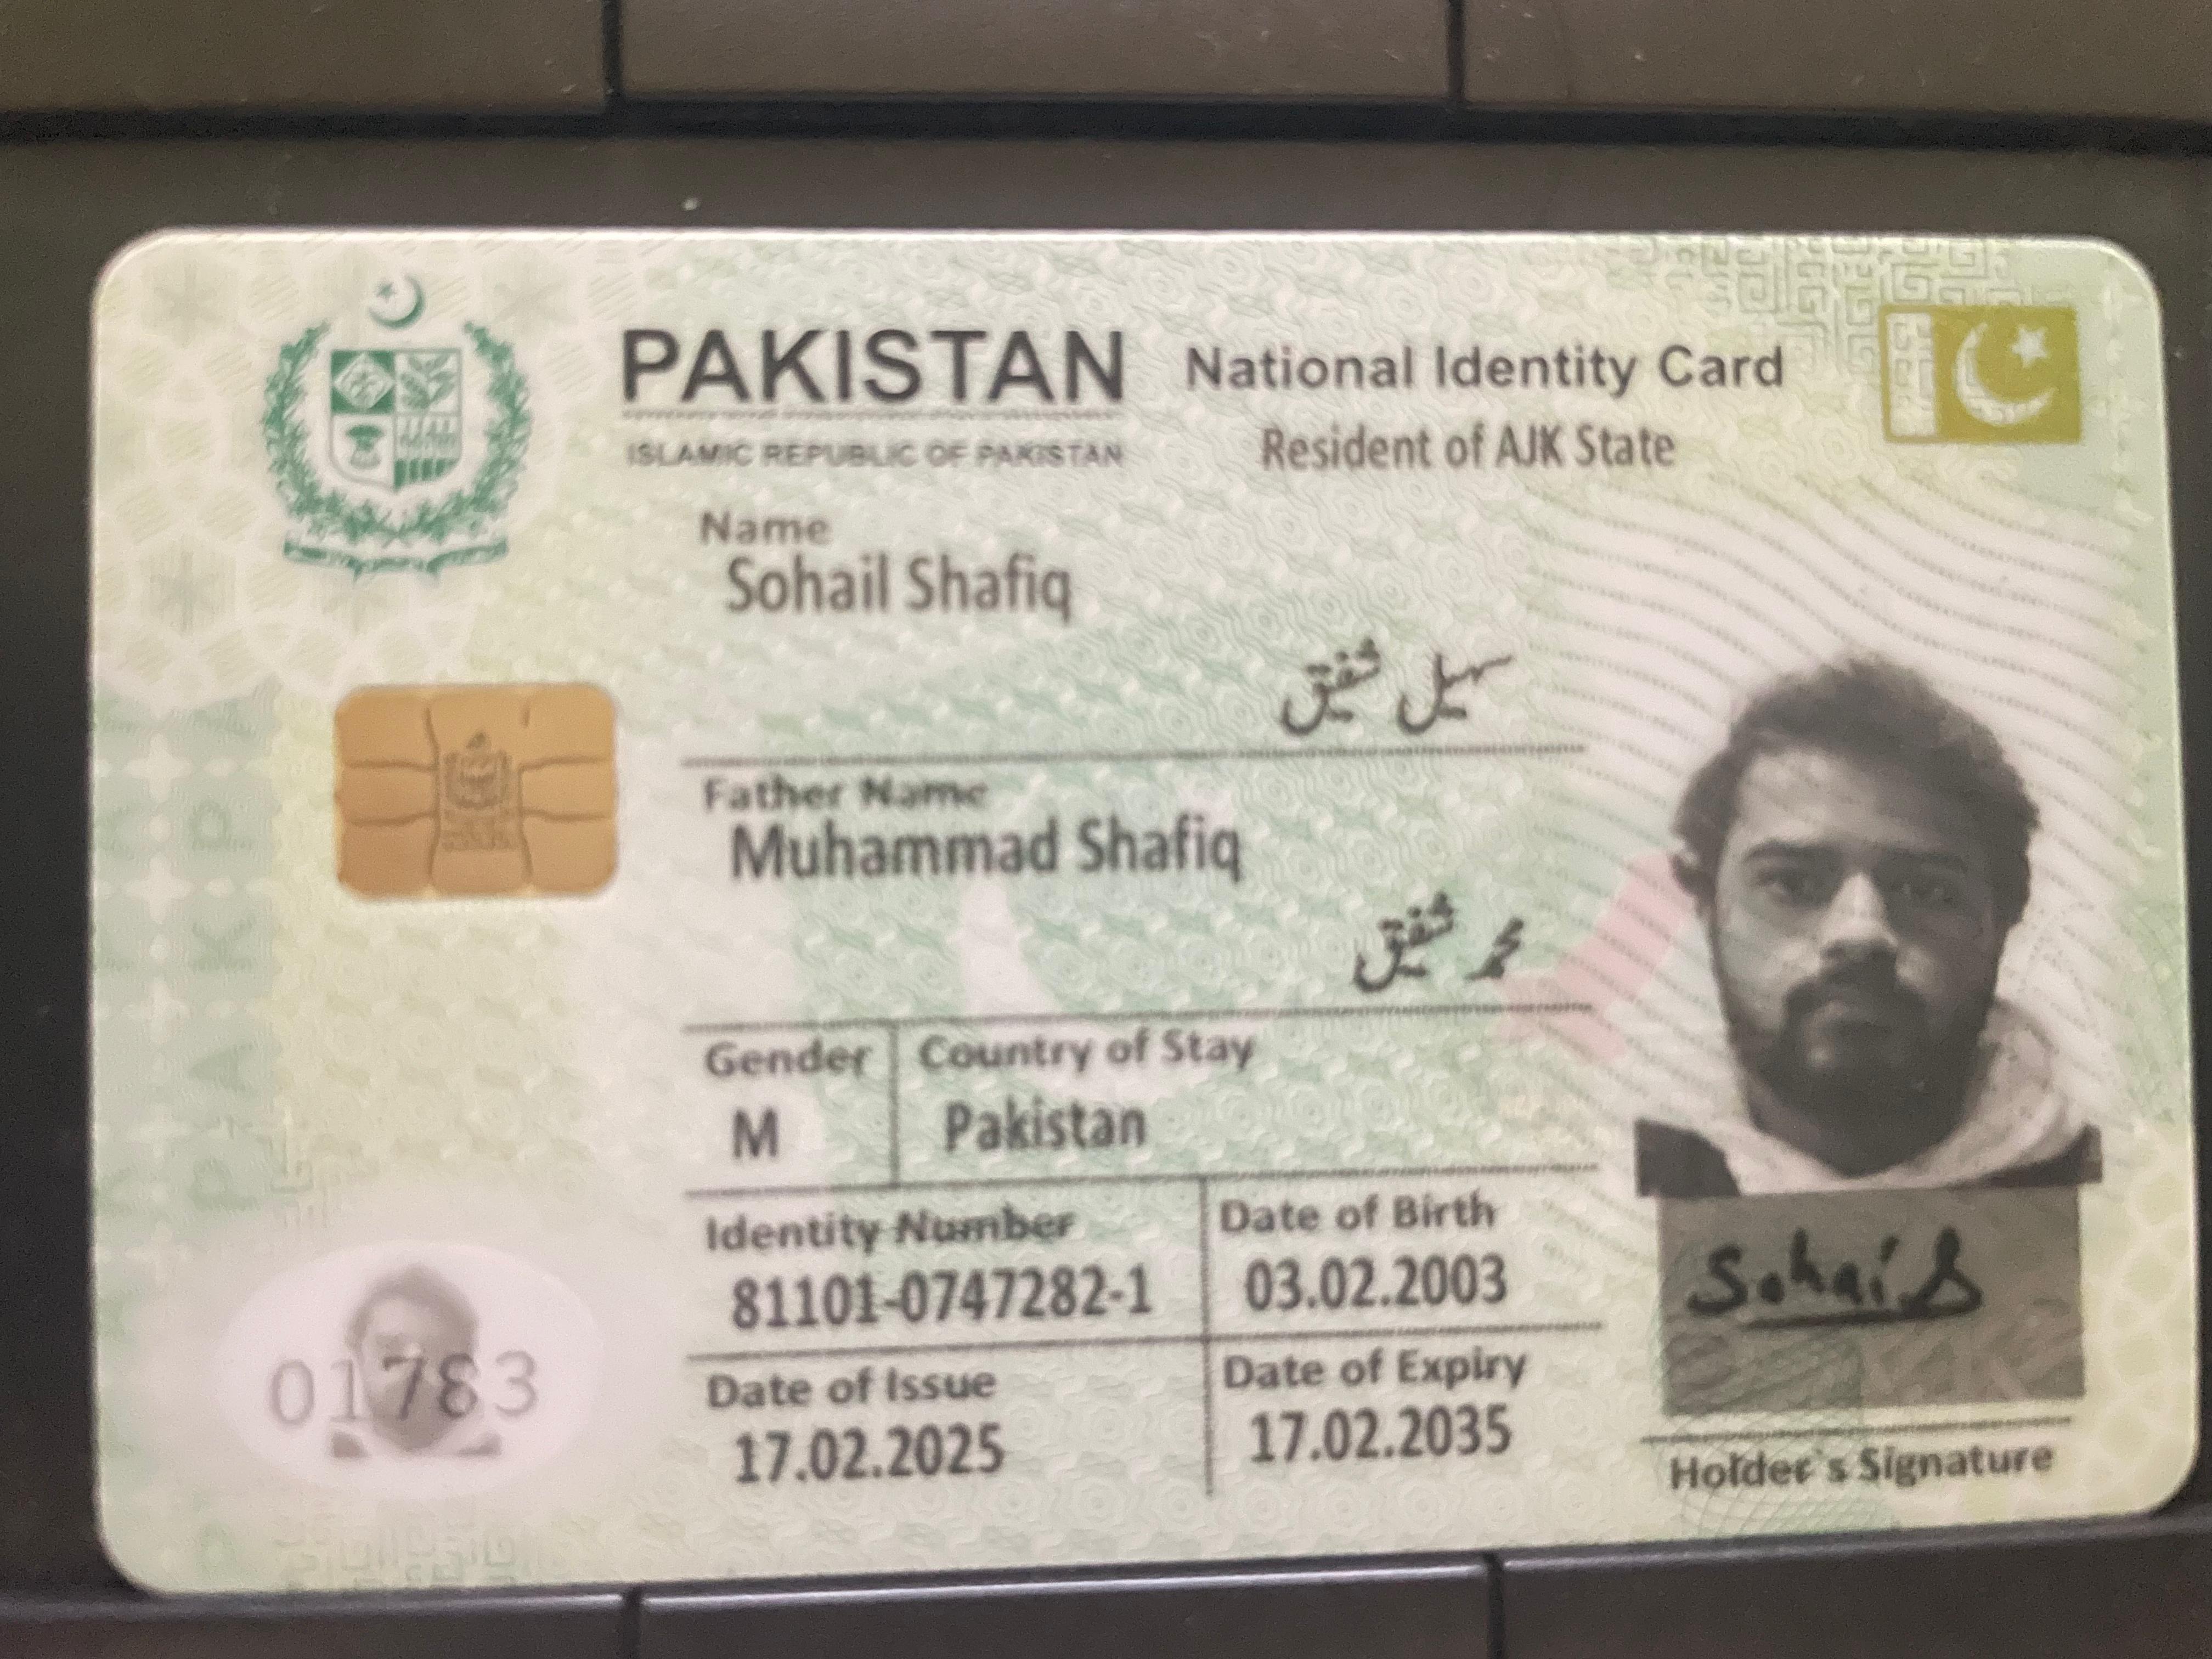 PAKISTAN National Identity Card
ISLAMIC REPUBLIC OF PAKISTAN Resident of AJK State
Name
Sohail Shafiq
سہیل شفیق
Father Name
Muhammad Shafiq
محمد شفیق
Gender Country of Stay
M Pakistan
Identity Number Date of Birth
81101-0747282-1 03.02.2003
Date of Issue Date of Expiry
17.02.2025 17.02.2035
Sohail
Holder`s Signature
01783
PAK